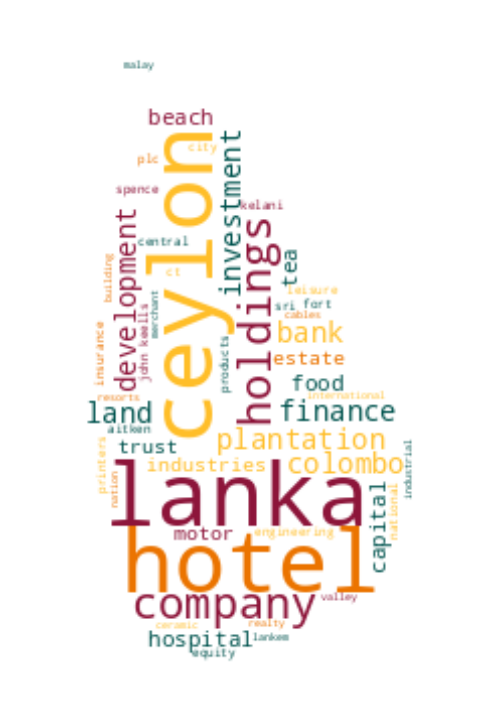 malay
beach
ceylon
city
plc
investment
spence
kelani
holdings
development
central
tea
building
ct
leisure
merchant
sri
fort
john keells
cables
insurance
bank
products
estate
food
resorts
international
land
finance
aitken
plantation
trust
printers
industries
colombo
industrial
lanka
nation
capital
national
motor
engineering
hotel
company
valley
ceramic
realty
hospital
lankem
equity